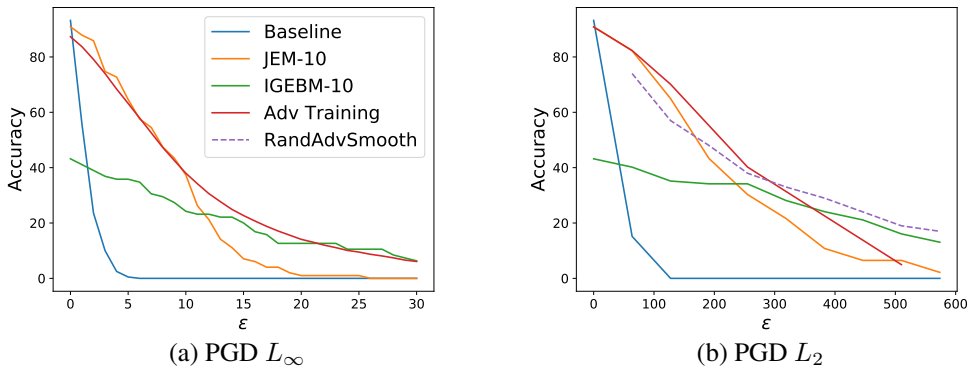 Baseline
JEM-10
IGEBM-10
Adv Training
RandAdvSmooth
Accuracy
80
60
40
20
0
0 5 10 15 20 25 30
ε
(a) PGD L∞
Accuracy
80
60
40
20
0
0 100 200 300 400 500 600
ε
(b) PGD L2